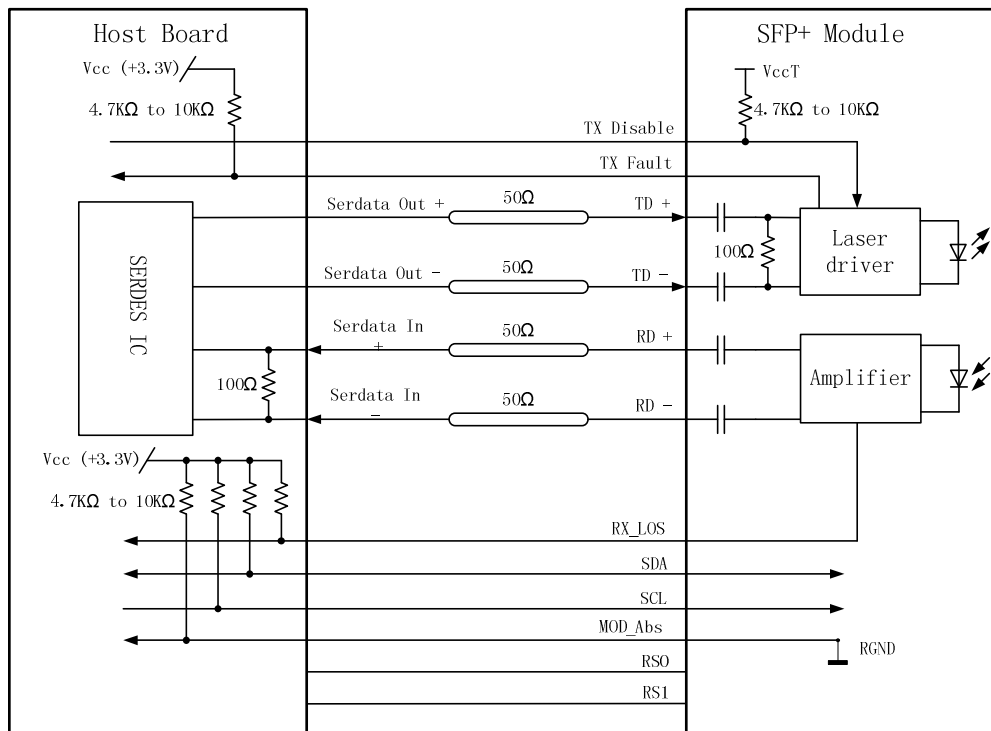 Host Board
SFP+ Module
Vcc (+3.3V)
VccT
4.7KΩ to 10KΩ
4.7KΩ to 10KΩ
TX Disable
TX Fault
Serdata Out +
50Ω
TD +
100Ω
Laser
driver
SERDES IC
Serdata Out -
50Ω
TD -
Serdata In
+
50Ω
RD +
100Ω
Amplifier
Serdata In
-
50Ω
RD -
Vcc (+3.3V)
4.7KΩ to 10KΩ
RX_LOS
SDA
SCL
MOD_Abs
RGND
RS0
RS1